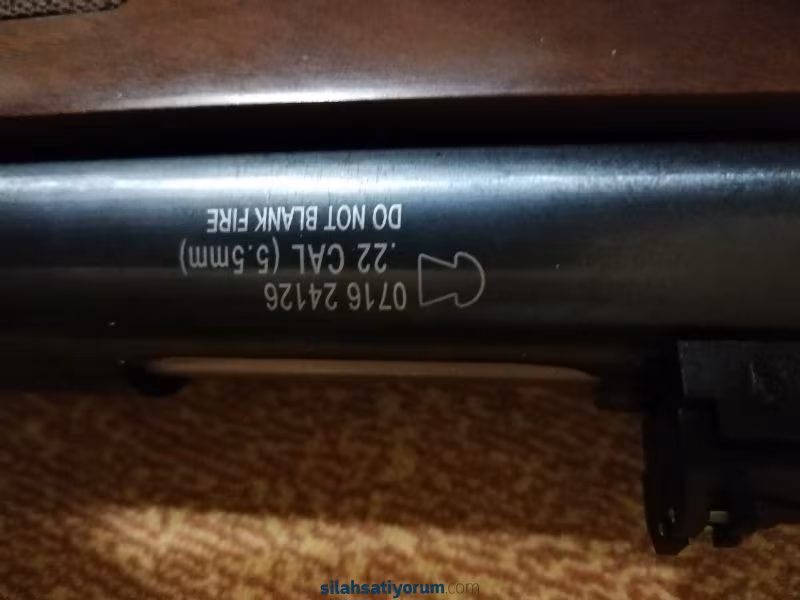 0716 24126
.22 CAL (5.5mm)
DO NOT BLANK FIRE
silahsatiyorum.com